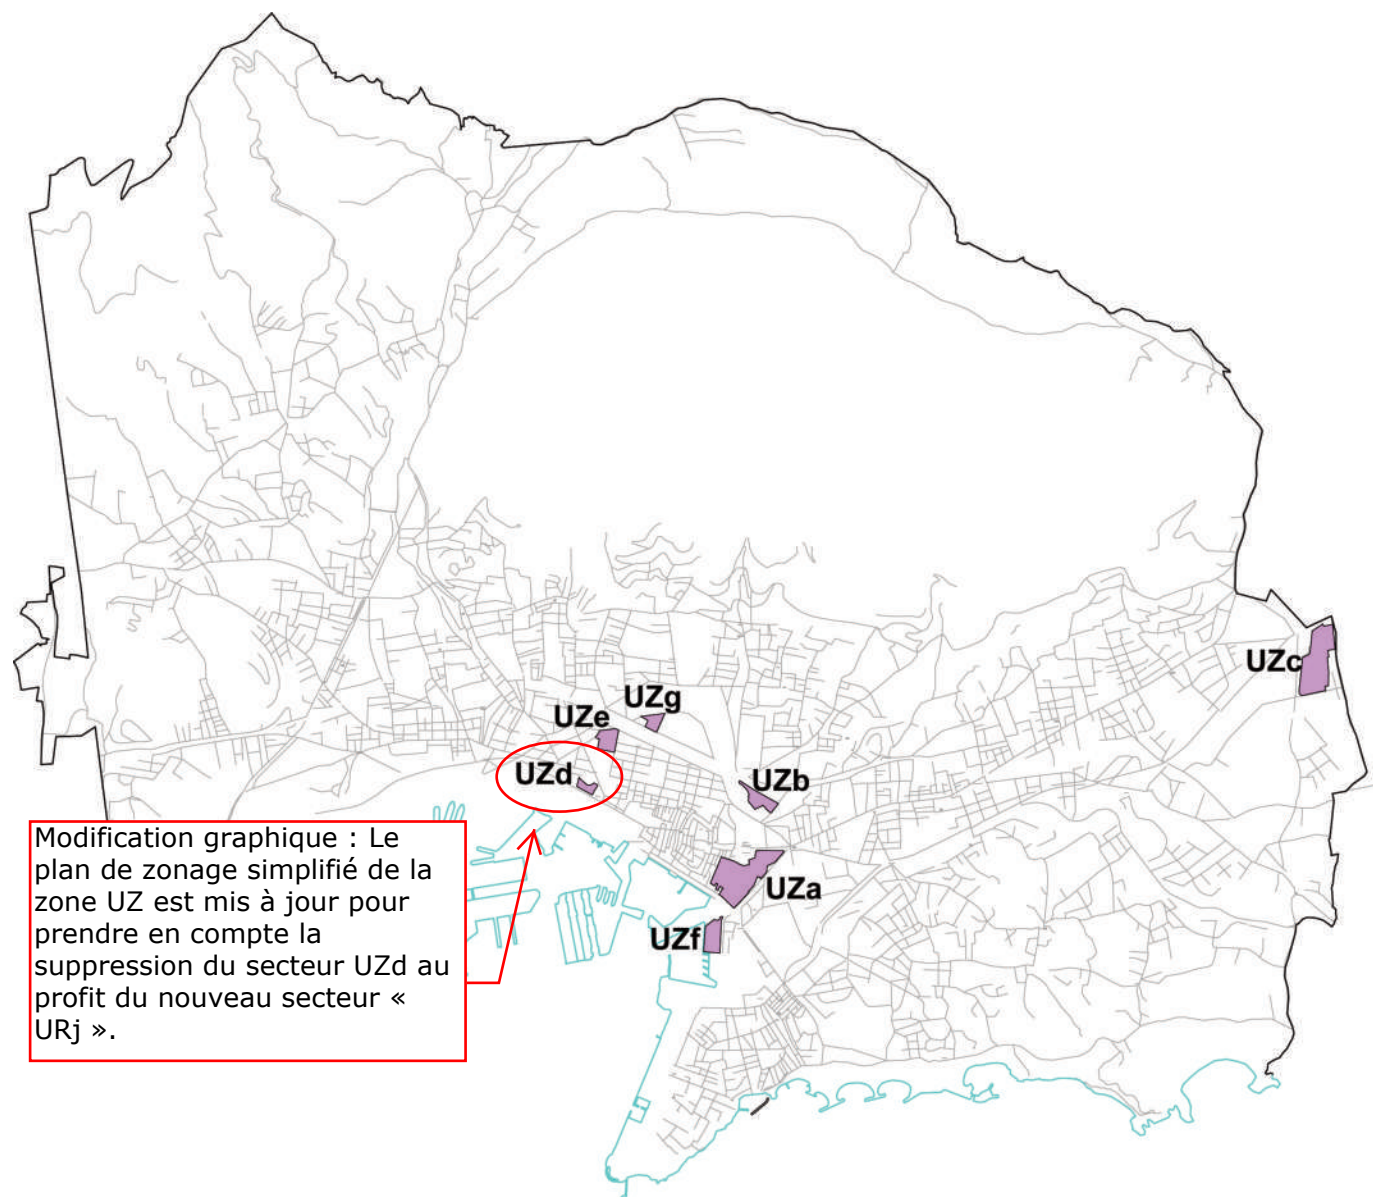 UZc
UZg
UZe
UZd
UZb
Modification graphique : Le
plan de zonage simplifié de la
zone UZ est mis à jour pour
prendre en compte la
suppression du secteur UZd au
profit du nouveau secteur «
URj ».
UZa
UZf